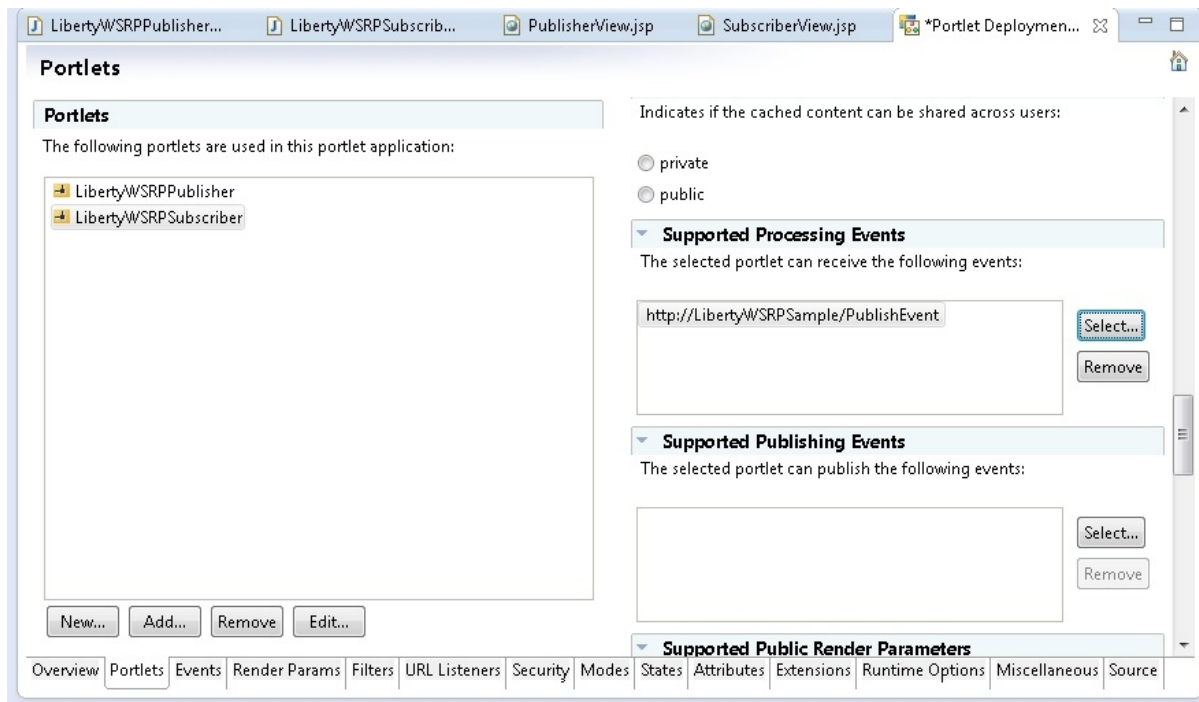 LibertyWSRPPublisher... LibertyWSRPSubscrib... PublisherView.jsp SubscriberView.jsp *Portlet Deploymen...
Portlets
Portlets
The following portlets are used in this portlet application:
LibertyWSRPPublisher
LibertyWSRPSubscriber
New... Add... Remove Edit...
Indicates if the cached content can be shared across users:
private
public
Supported Processing Events
The selected portlet can receive the following events:
http://LibertyWSRPSample/PublishEvent
Select...
Remove
Supported Publishing Events
The selected portlet can publish the following events:
Select...
Remove
Supported Public Render Parameters
Overview Portlets Events Render Params Filters URL Listeners Security Modes States Attributes Extensions Runtime Options Miscellaneous Source